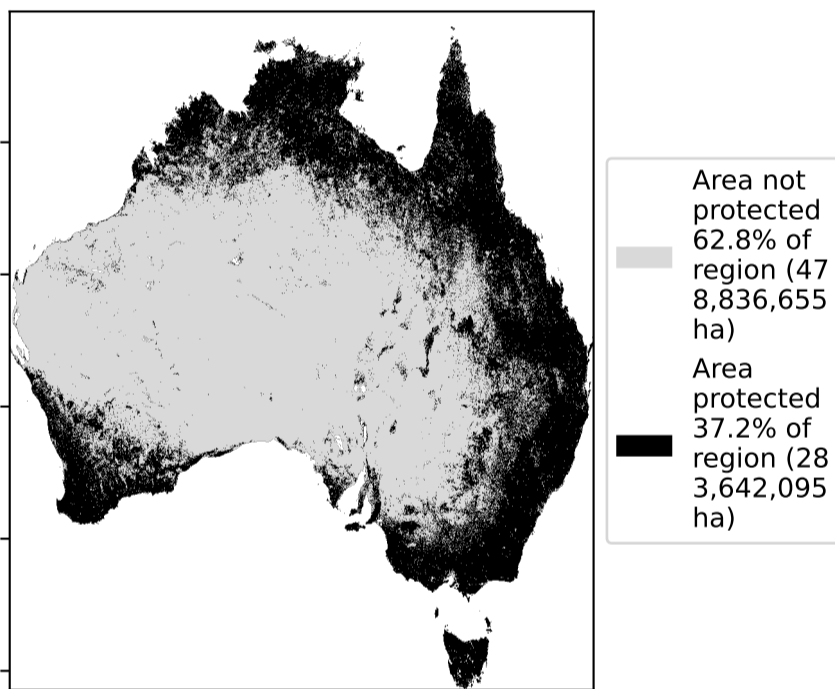 Area not
protected
62.8% of
region (47
8,836,655
ha)
Area
protected
37.2% of
region (28
3,642,095
ha)